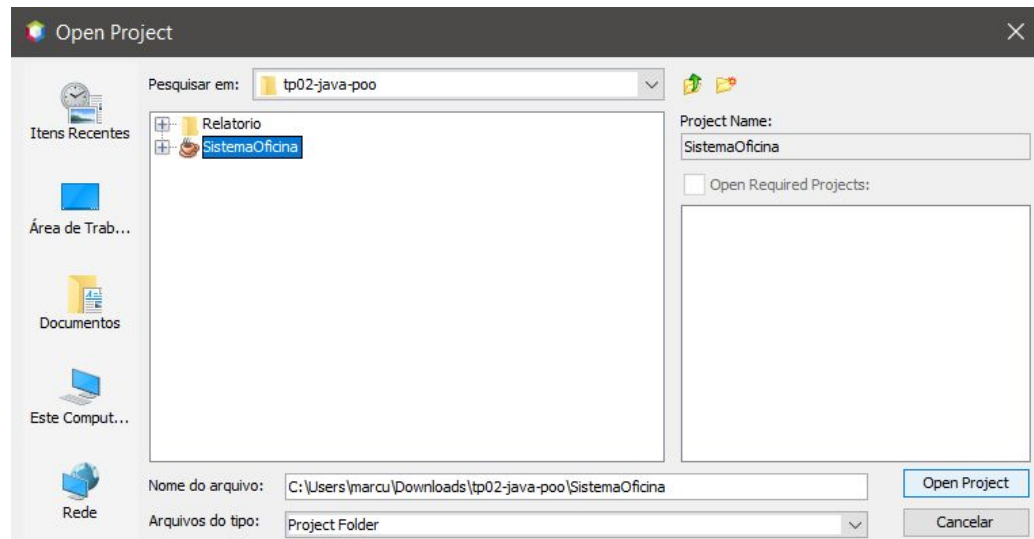 Open Project
Pesquisar em: tp02-java-poo
Itens Recentes
Relatorio
SistemaOficina
Project Name:
SistemaOficina
Open Required Projects:
Área de Trab...
Documentos
Este Comput...
Rede
Nome do arquivo: C:\Users\marcu\Downloads\tp02-java-poo\SistemaOficina
Open Project
Arquivos do tipo: Project Folder
Cancelar